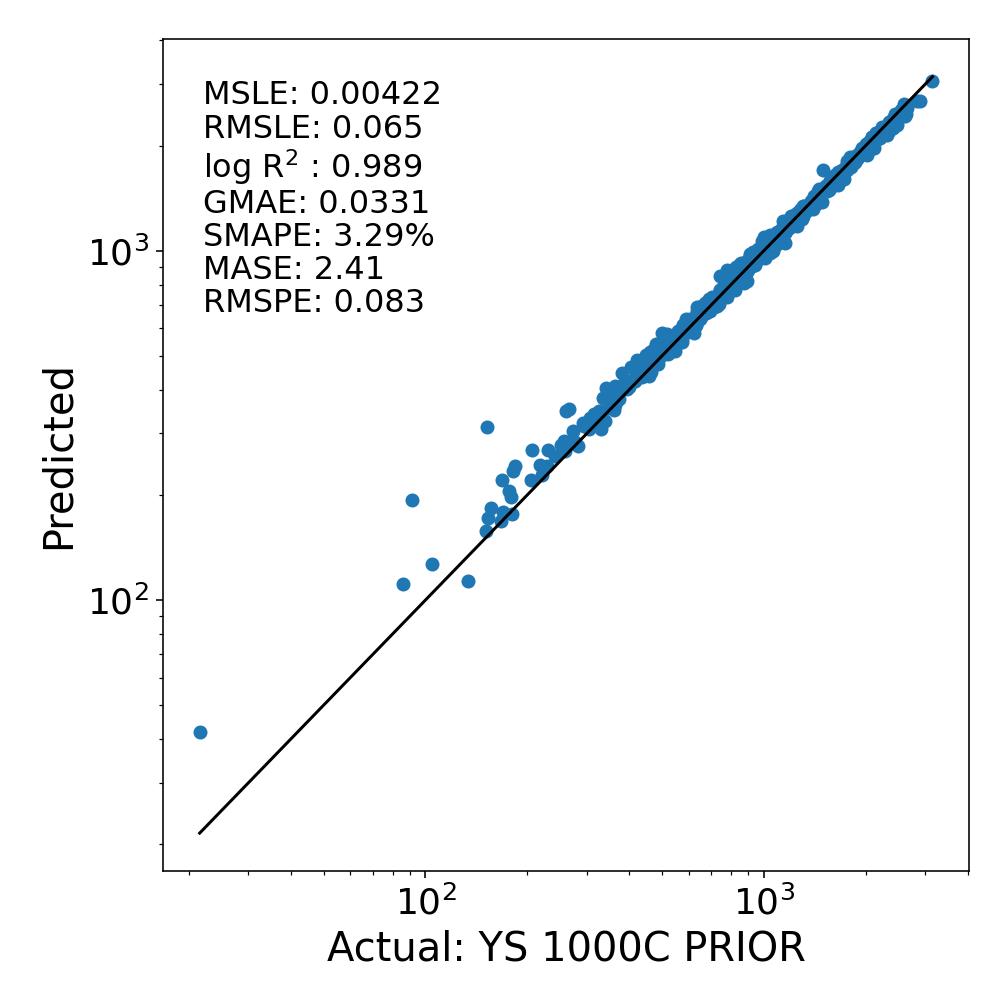 MSLE: 0.00422
RMSLE: 0.065
log R² : 0.989
GMAE: 0.0331
SMAPE: 3.29%
MASE: 2.41
RMSPE: 0.083
10³
10²
Predicted
10²
10³
Actual: YS 1000C PRIOR